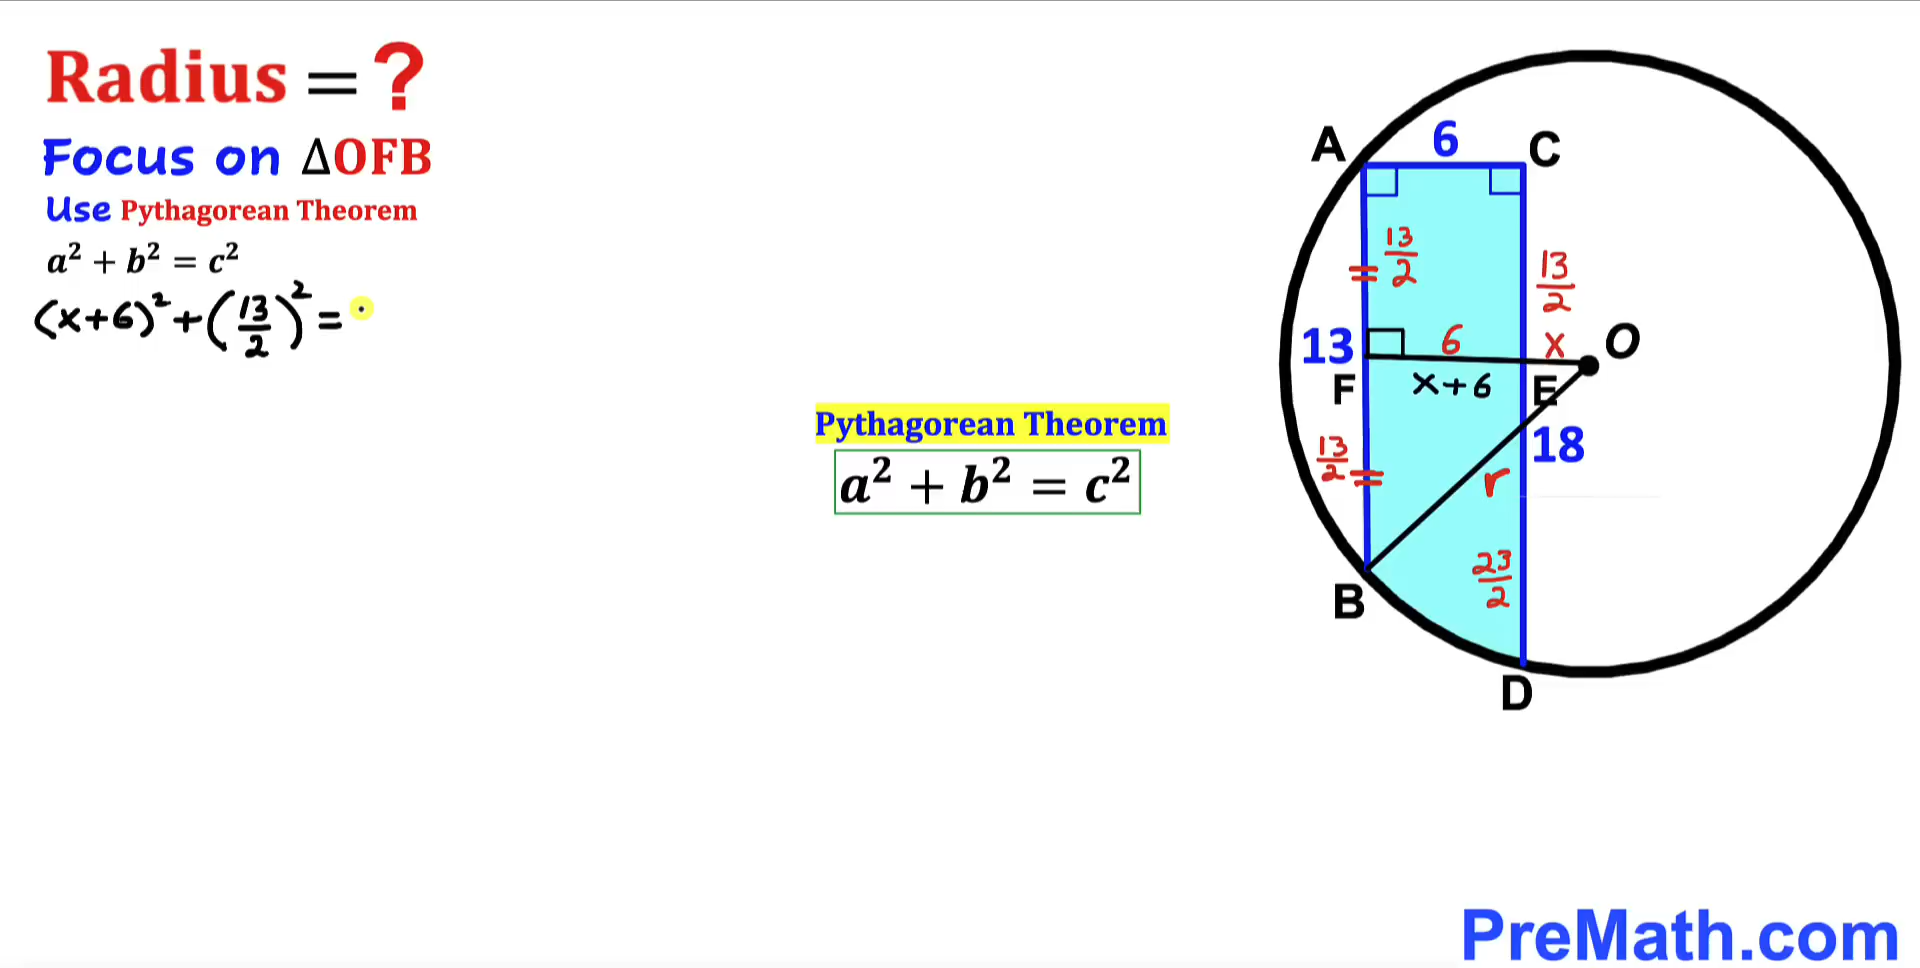 Radius = ?
Focus on ΔOFB
Use Pythagorean Theorem
a² + b² = c²
(x+6)² + (13/2)² =
Pythagorean Theorem
a² + b² = c²
A
6
C
13/2
=
13/2
13
6
x
O
F
x+6
E
13/2
=
18
r
23/2
B
D
PreMath.com